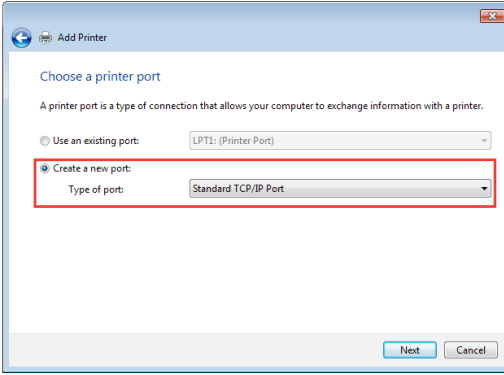 Add Printer
Choose a printer port
A printer port is a type of connection that allows your computer to exchange information with a printer.
Use an existing port: LPT1: (Printer Port)
Create a new port:
Type of port: Standard TCP/IP Port
Next Cancel